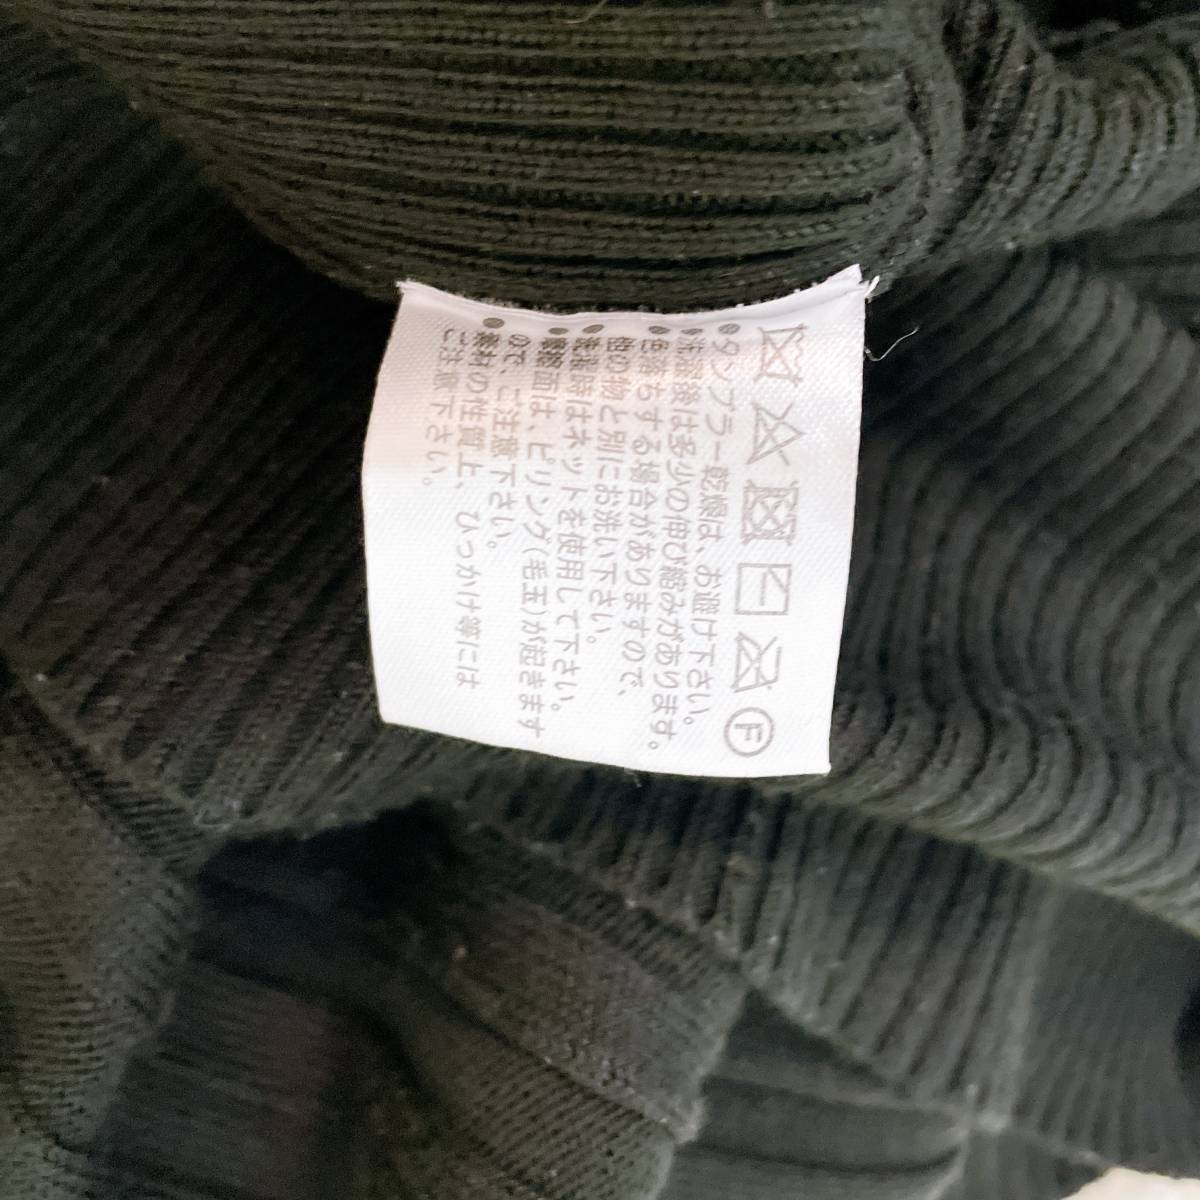 F
●タンブラー乾燥は、お避け下さい。
●洗濯後は多少の伸び縮みがあります。
●色落ちする場合がありますので、
他の物と別にお洗い下さい。
●洗濯時はネットを使用して下さい。
●摩擦面は、ピリング(毛玉)が起きます
ので、ご注意下さい。
●素材の性質上、ひっかけ等には
ご注意下さい。